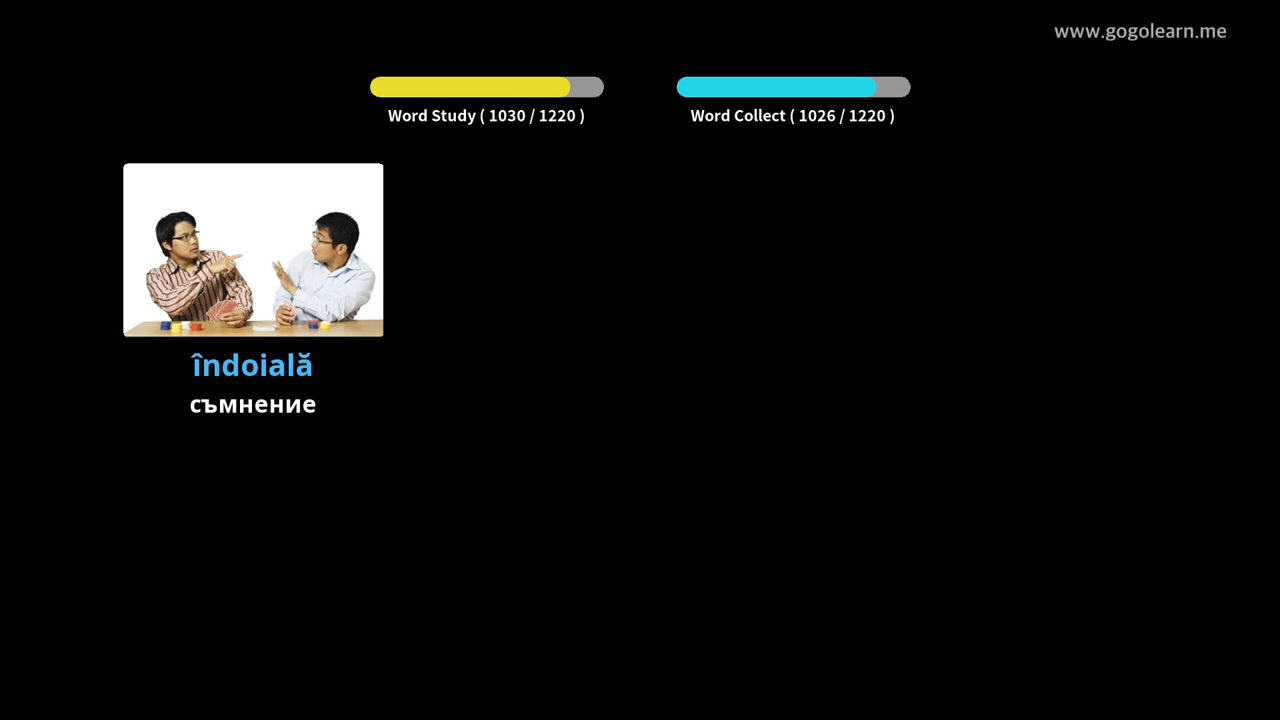 www.gogolearn.me
Word Study ( 1030 / 1220 )
Word Collect ( 1026 / 1220 )
îndoială
съмнение